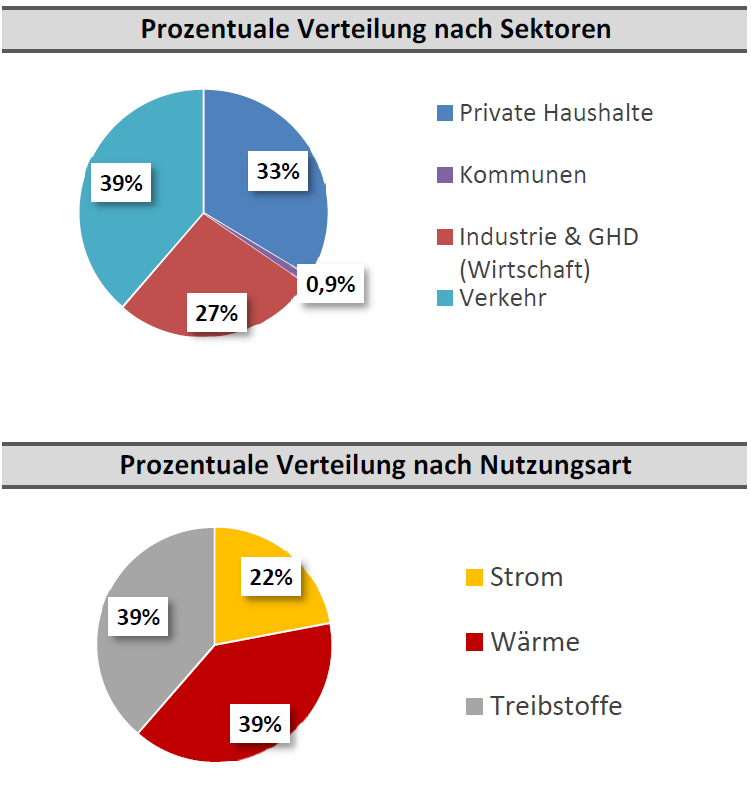 Prozentuale Verteilung nach Sektoren
33%
39%
0,9%
27%
Private Haushalte
Kommunen
Industrie & GHD
(Wirtschaft)
Verkehr
Prozentuale Verteilung nach Nutzungsart
22%
39%
39%
Strom
Wärme
Treibstoffe